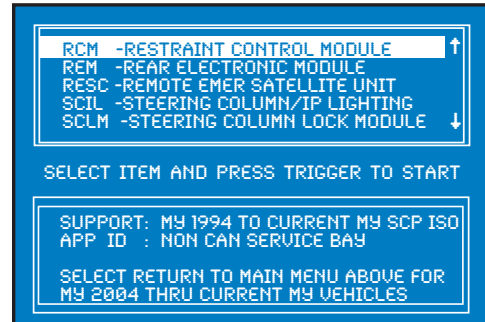 RCM -RESTRAINT CONTROL MODULE ↑
REM -REAR ELECTRONIC MODULE
RESC -REMOTE EMER SATELLITE UNIT
SCIL -STEERING COLUMN/IP LIGHTING
SCLM -STEERING COLUMN LOCK MODULE ↓
SELECT ITEM AND PRESS TRIGGER TO START
SUPPORT: MY 1994 TO CURRENT MY SCP ISO
APP ID : NON CAN SERVICE BAY
SELECT RETURN TO MAIN MENU ABOVE FOR
MY 2004 THRU CURRENT MY VEHICLES